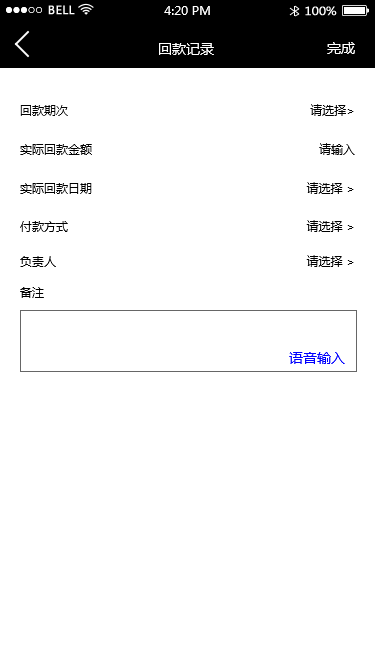 BELL 4:20 PM 100%
回款记录 完成
回款期次 请选择>
实际回款金额 请输入
实际回款日期 请选择 >
付款方式 请选择 >
负责人 请选择 >
备注
语音输入